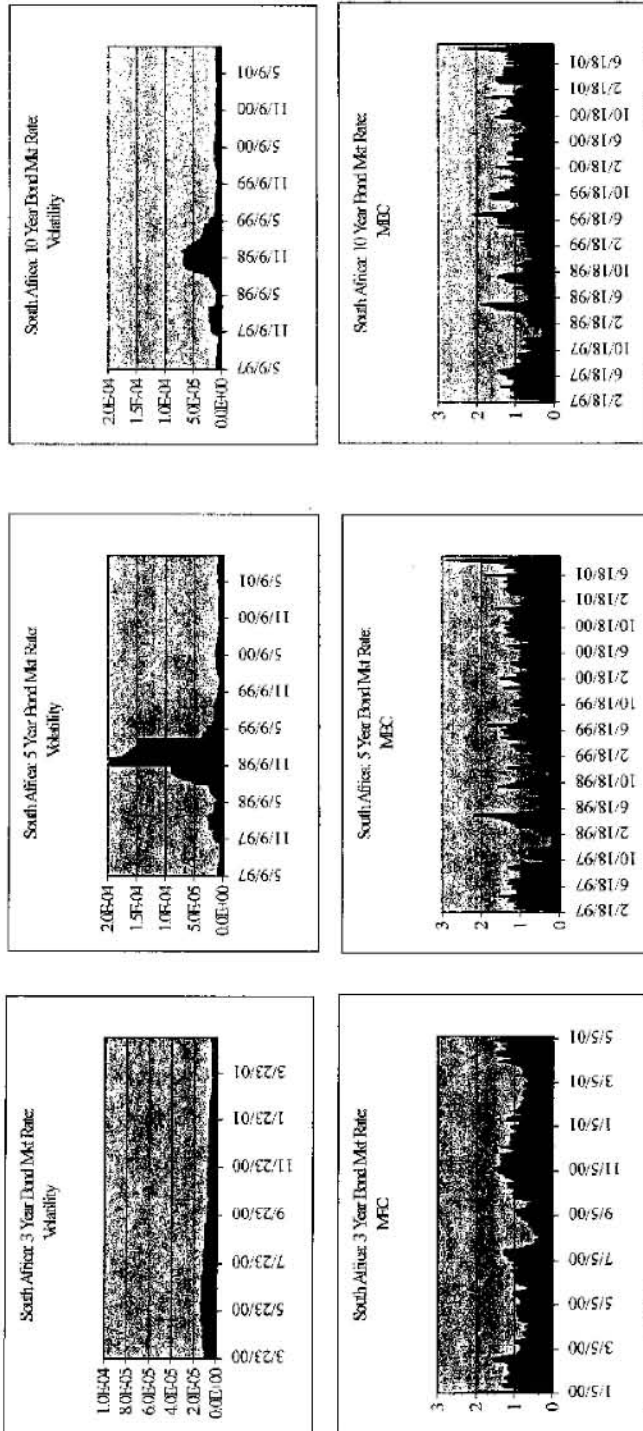 South Africa: 3 Year Bond Mkt Rate:
Volatility
1.0E-04
8.0E-05
6.0E-05
4.0E-05
2.0E-05
0.0E+00
3/23/00
5/23/00
7/23/00
9/23/00
11/23/00
1/23/01
3/23/01
South Africa: 5 Year Bond Mkt Rate:
Volatility
2.0E-04
1.5E-04
1.0E-04
5.0E-05
0.0E+00
5/9/97
11/9/97
5/9/98
11/9/98
5/9/99
11/9/99
5/9/00
11/9/00
5/9/01
South Africa: 10 Year Bond Mkt Rate:
Volatility
2.0E-04
1.5E-04
1.0E-04
5.0E-05
0.0E+00
5/9/97
11/9/97
5/9/98
11/9/98
5/9/99
11/9/99
5/9/00
11/9/00
5/9/01
South Africa: 3 Year Bond Mkt Rate:
MEC
3
2
1
0
1/5/00
3/5/00
5/5/00
7/5/00
9/5/00
11/5/00
1/5/01
3/5/01
5/5/01
South Africa: 5 Year Bond Mkt Rate:
MEC
3
2
1
0
2/18/97
6/18/97
10/18/97
2/18/98
6/18/98
10/18/98
2/18/99
6/18/99
10/18/99
2/18/00
6/18/00
10/18/00
2/18/01
6/18/01
South Africa: 10 Year Bond Mkt Rate:
MEC
3
2
1
0
2/18/97
6/18/97
10/18/97
2/18/98
6/18/98
10/18/98
2/18/99
6/18/99
10/18/99
2/18/00
6/18/00
10/18/00
2/18/01
6/18/01